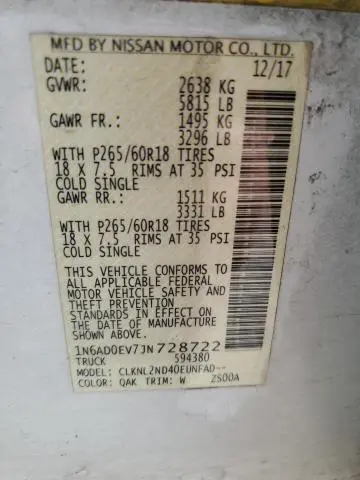 MFD BY NISSAN MOTOR CO., LTD.
DATE: 12/17
GVWR: 2638 KG
5815 LB
GAWR FR.: 1495 KG
3296 LB
WITH P265/60R18 TIRES
18 X 7.5 RIMS AT 35 PSI
COLD SINGLE
GAWR RR.: 1511 KG
3331 LB
WITH P265/60R18 TIRES
18 X 7.5 RIMS AT 35 PSI
COLD SINGLE
THIS VEHICLE CONFORMS TO
ALL APPLICABLE FEDERAL
MOTOR VEHICLE SAFETY AND
THEFT PREVENTION
STANDARDS IN EFFECT ON
THE DATE OF MANUFACTURE
SHOWN ABOVE.
1N6AD0EV7JN728722
TRUCK 594380
MODEL: CLKNLZND40EUNFAD--
COLOR: QAK TRIM: W ZS00A